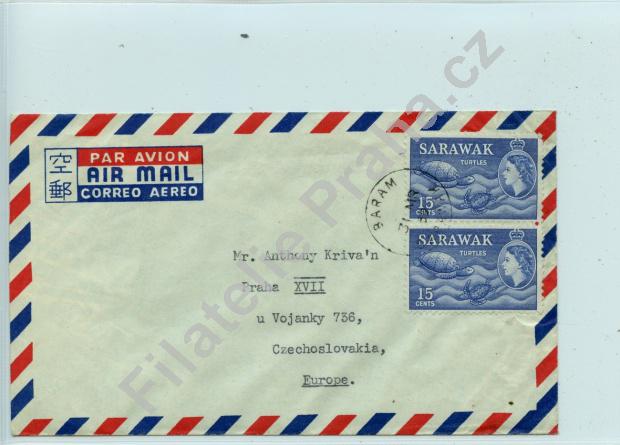 空郵
PAR AVION
AIR MAIL
CORREO AEREO
SARAWAK
TURTLES
15
CENTS
SARAWAK
TURTLES
15
CENTS
BARAM
31
Mr. Anthony Kriva'n
Praha XVII
u Vojanky 736,
Czechoslovakia,
Europe.
Filatelie Praha.cz